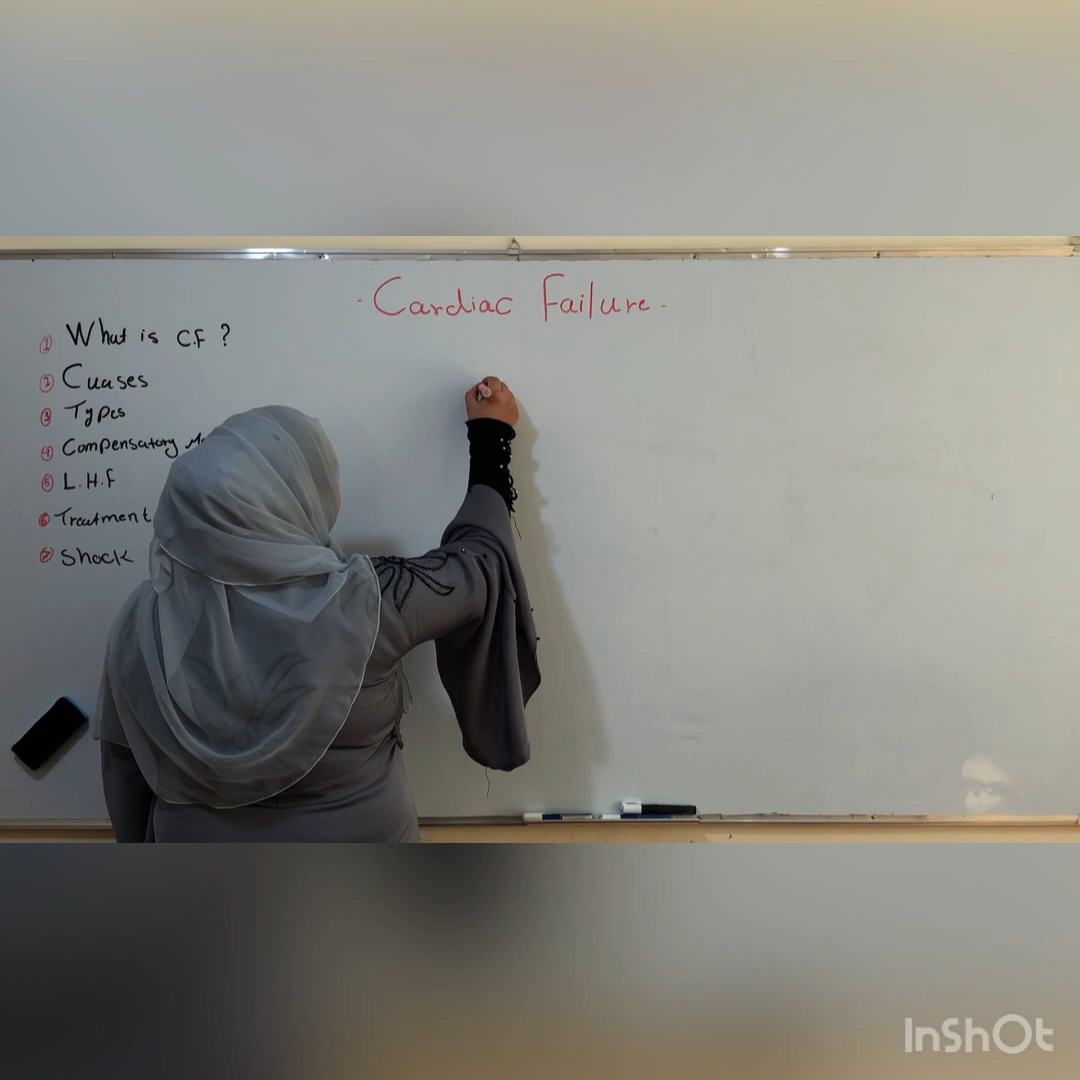 - Cardiac Failure -
① What is C.F ?
② Cuases
③ Types
④ Compensatory
⑤ L.H.F
⑥ Treatment
⑦ Shock
InShOt